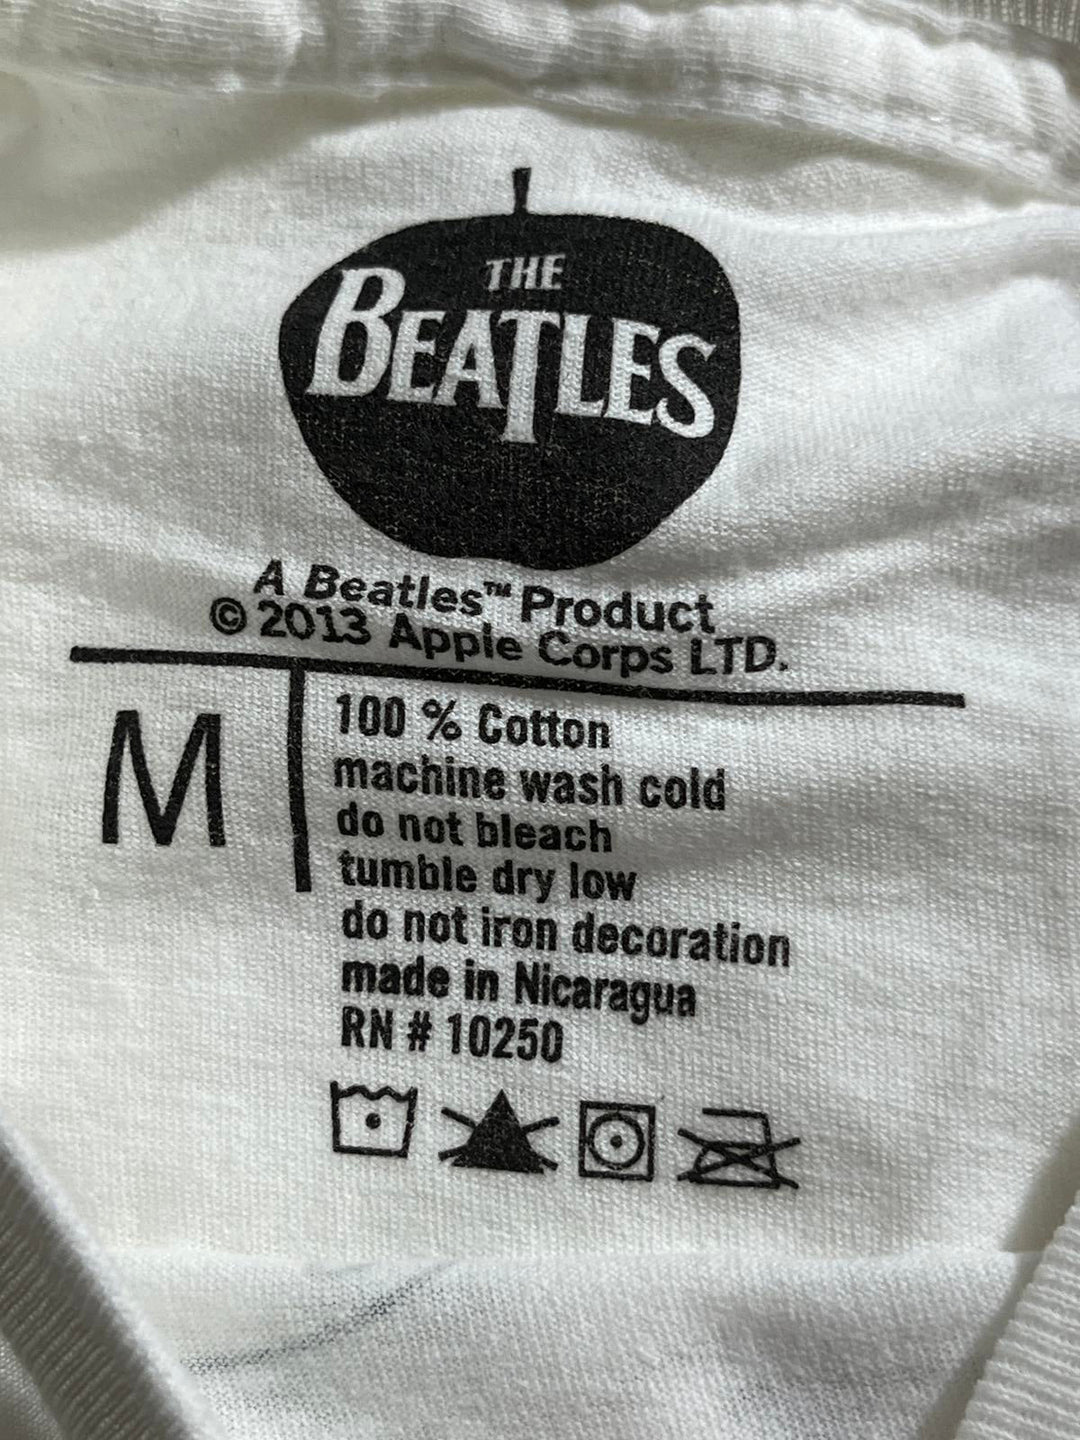 THE
BEATLES
A Beatles™ Product
© 2013 Apple Corps LTD.
M
100 % Cotton
machine wash cold
do not bleach
tumble dry low
do not iron decoration
made in Nicaragua
RN # 10250